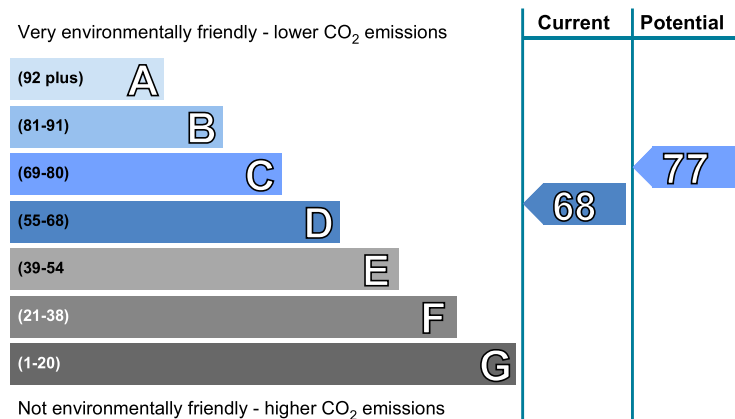 Very environmentally friendly - lower CO₂ emissions
Current
Potential
(92 plus) A
(81-91) B
(69-80) C
77
(55-68) D
68
(39-54 E
(21-38) F
(1-20) G
Not environmentally friendly - higher CO₂ emissions